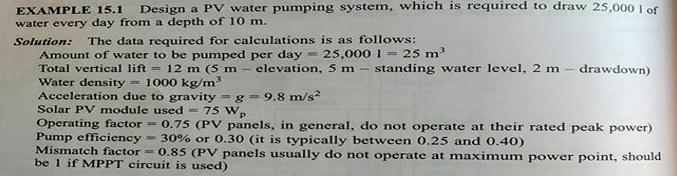 EXAMPLE 15.1 Design a PV water pumping system, which is required to draw 25,000 l of
water every day from a depth of 10 m.
Solution: The data required for calculations is as follows:
Amount of water to be pumped per day = 25,000 l = 25 m³
Total vertical lift = 12 m (5 m – elevation, 5 m – standing water level, 2 m – drawdown)
Water density = 1000 kg/m³
Acceleration due to gravity = g = 9.8 m/s²
Solar PV module used = 75 Wₚ
Operating factor = 0.75 (PV panels, in general, do not operate at their rated peak power)
Pump efficiency = 30% or 0.30 (it is typically between 0.25 and 0.40)
Mismatch factor = 0.85 (PV panels usually do not operate at maximum power point, should
be 1 if MPPT circuit is used)